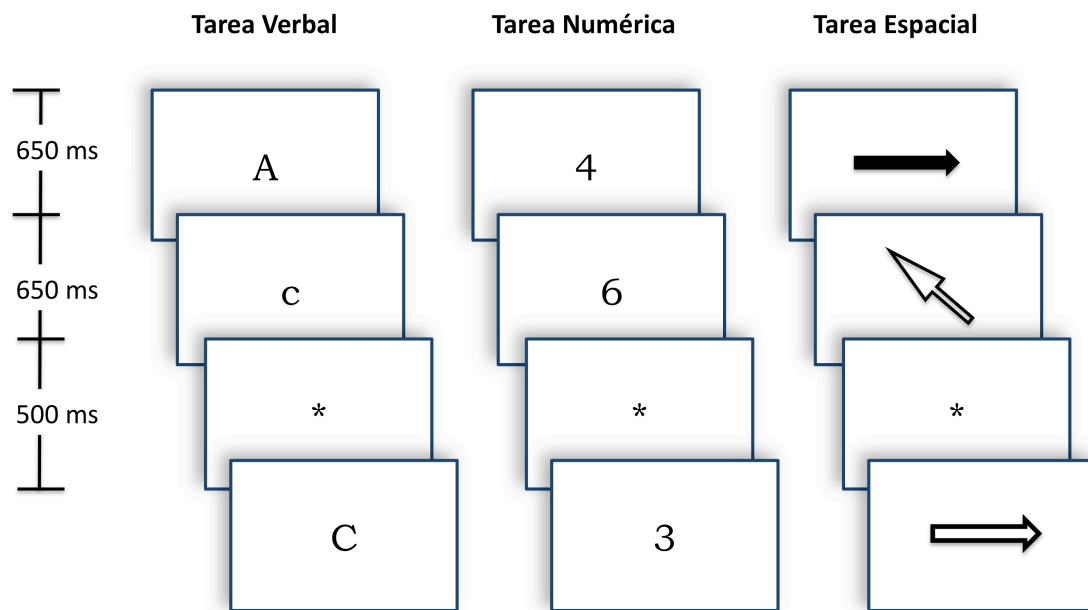 Tarea Verbal
Tarea Numérica
Tarea Espacial
650 ms
A
4
650 ms
c
6
500 ms
*
*
*
C
3